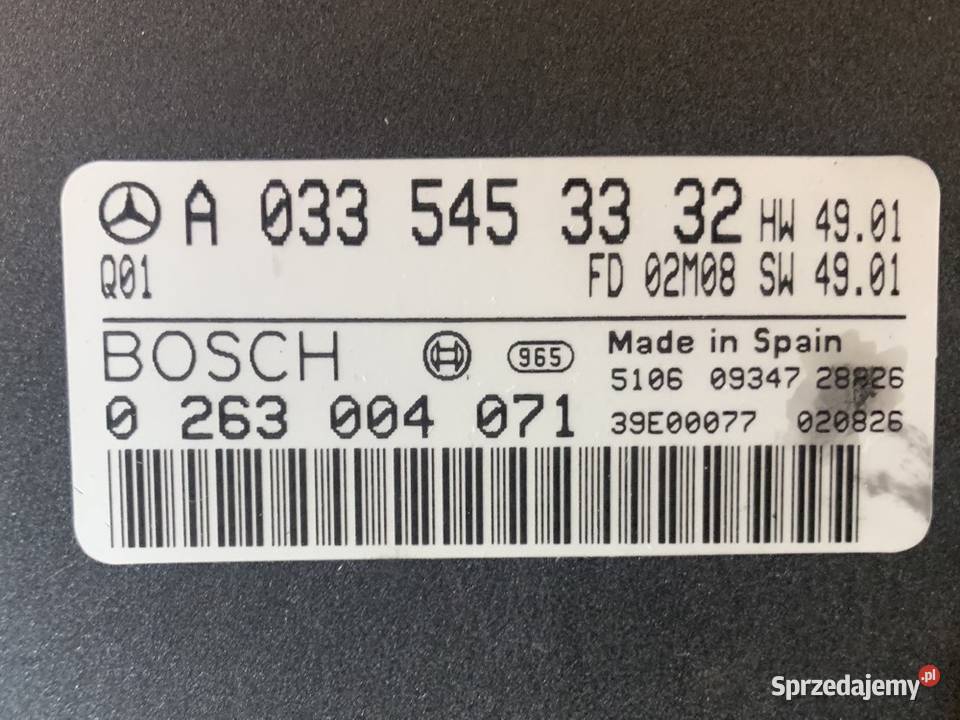 A 033 545 33 32 HW 49.01
Q01 FD 02M08 SW 49.01
BOSCH 965 Made in Spain
5106 09347 28826
0 263 004 071 39E00077 020826
Sprzedajemy.pl